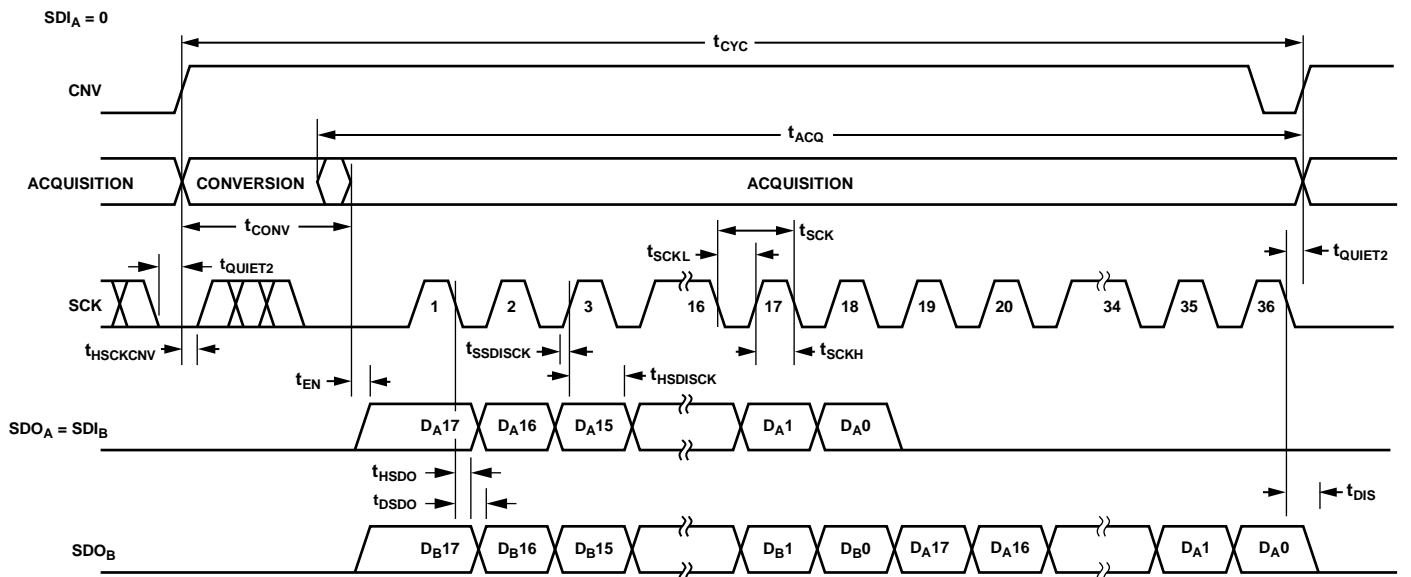 SDIA = 0
tCYC
CNV
tACQ
ACQUISITION CONVERSION ACQUISITION
tCONV
tSCK
tSCKL
tQUIET2 tQUIET2
SCK 1 2 3 16 17 18 19 20 34 35 36
tHSCKCNV tSSDISCK tSCKH
tEN tHSDISCK
SDOA = SDIB DA17 DA16 DA15 DA1 DA0
tHSDO
tDSDO tDIS
SDOB DB17 DB16 DB15 DB1 DB0 DA17 DA16 DA1 DA0